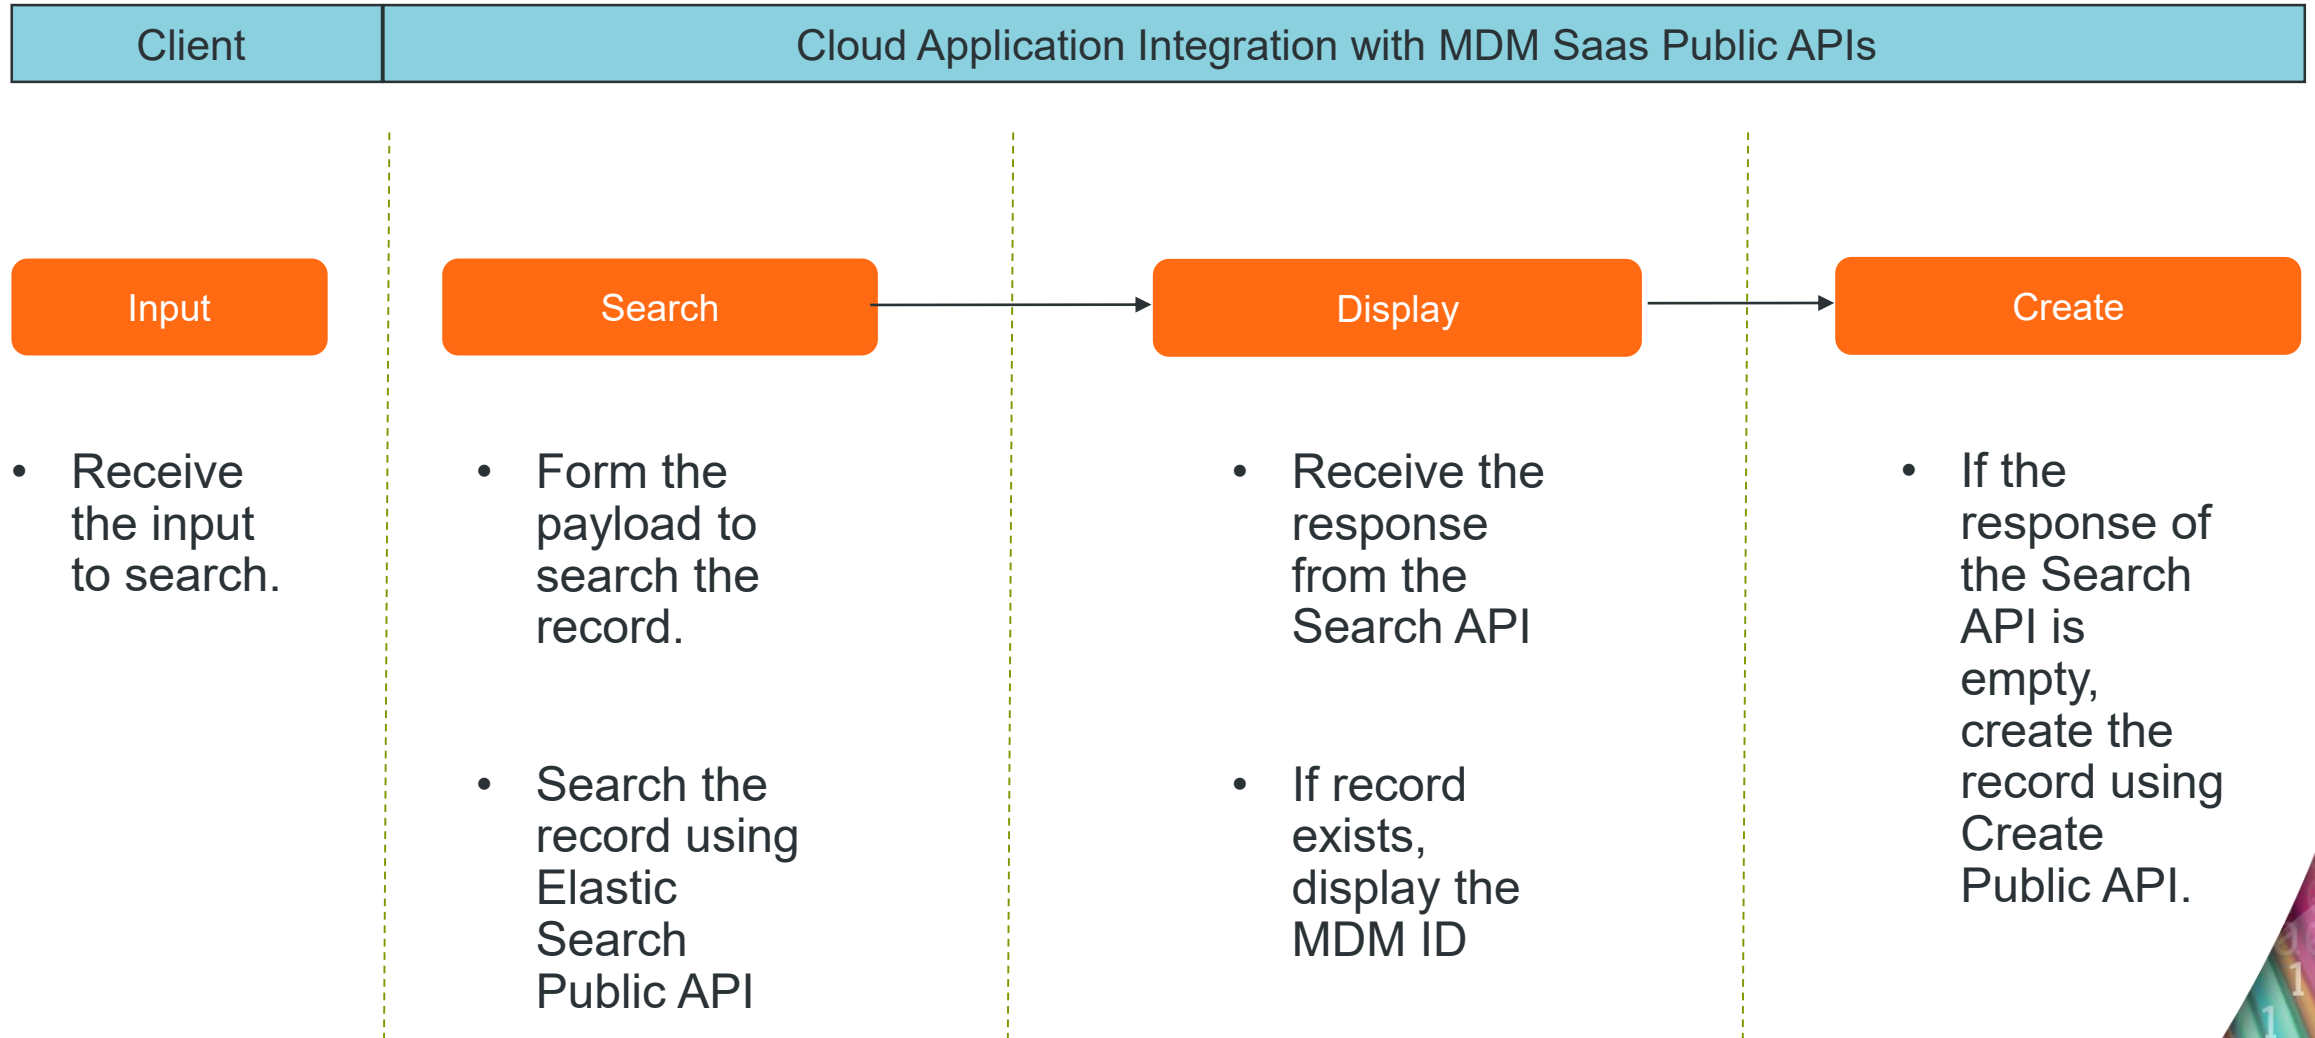 Client
Cloud Application Integration with MDM Saas Public APIs
Input
Search
Display
Create
• Receive
the input
to search.
• Form the
payload to
search the
record.
• Search the
record using
Elastic
Search
Public API
• Receive the
response
from the
Search API
• If record
exists,
display the
MDM ID
• If the
response of
the Search
API is
empty,
create the
record using
Create
Public API.
1
1